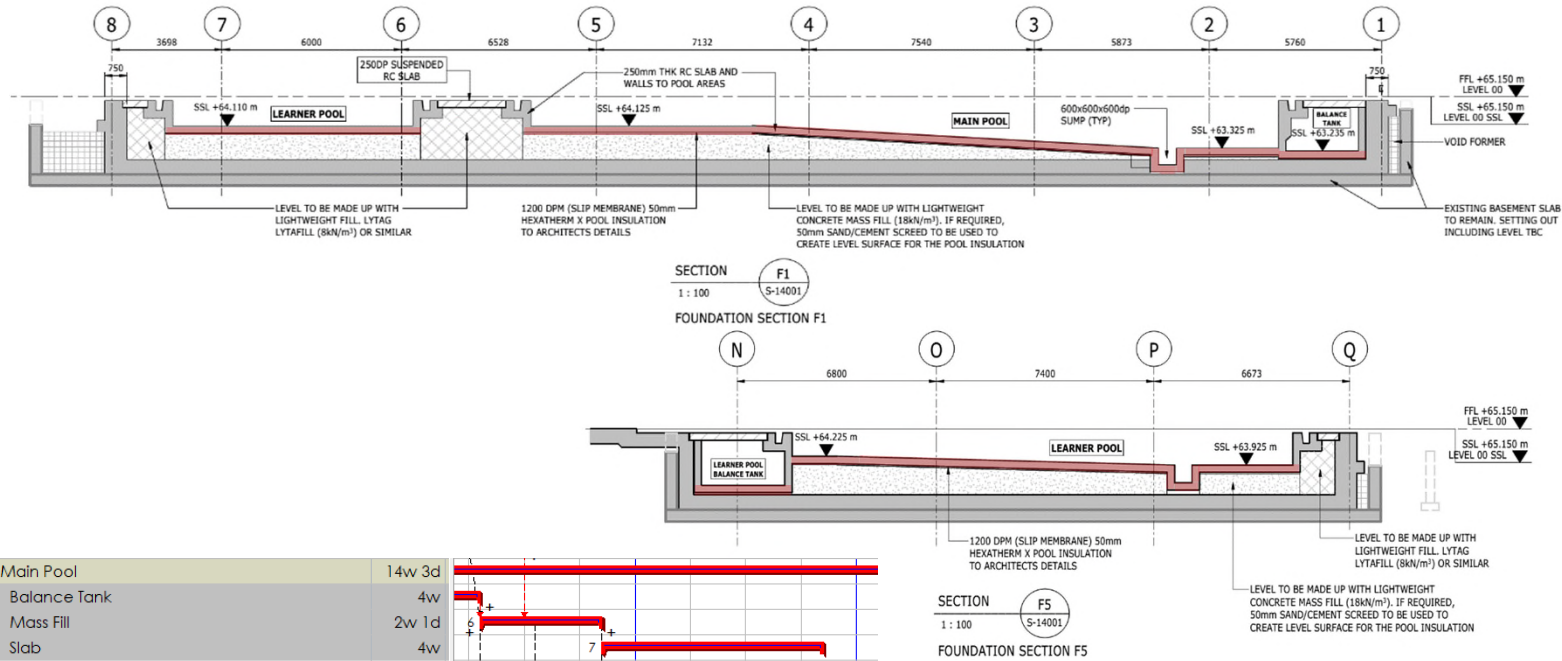 8 7 6 5 4 3 2 1
3698 6000 6528 7132 7540 5873 5760
750
250DP SUSPENDED
RC SLAB
250mm THK RC SLAB AND
WALLS TO POOL AREAS
750
FFL +65.150 m
LEVEL 00
SSL +64.110 m
LEARNER POOL
SSL +64.125 m
600x600x600dp
SUMP (TYP)
MAIN POOL
SSL +63.325 m
BALANCE
TANK
SSL +63.235 m
SSL +65.150 m
LEVEL 00 SSL
VOID FORMER
LEVEL TO BE MADE UP WITH
LIGHTWEIGHT FILL. LYTAG
LYTAFILL (8kN/m³) OR SIMILAR
1200 DPM (SLIP MEMBRANE) 50mm
HEXATHERM X POOL INSULATION
TO ARCHITECTS DETAILS
LEVEL TO BE MADE UP WITH LIGHTWEIGHT
CONCRETE MASS FILL (18kN/m³). IF REQUIRED,
50mm SAND/CEMENT SCREED TO BE USED TO
CREATE LEVEL SURFACE FOR THE POOL INSULATION
EXISTING BASEMENT SLAB
TO REMAIN. SETTING OUT
INCLUDING LEVEL TBC
SECTION F1
1 : 100 S-14001
FOUNDATION SECTION F1
N O P Q
6800 7400 6673
FFL +65.150 m
LEVEL 00
SSL +64.225 m
LEARNER POOL
SSL +63.925 m
SSL +65.150 m
LEVEL 00 SSL
LEARNER POOL
BALANCE TANK
1200 DPM (SLIP MEMBRANE) 50mm
HEXATHERM X POOL INSULATION
TO ARCHITECTS DETAILS
LEVEL TO BE MADE UP WITH
LIGHTWEIGHT FILL. LYTAG
LYTAFILL (8kN/m³) OR SIMILAR
LEVEL TO BE MADE UP WITH LIGHTWEIGHT
CONCRETE MASS FILL (18kN/m³). IF REQUIRED,
50mm SAND/CEMENT SCREED TO BE USED TO
CREATE LEVEL SURFACE FOR THE POOL INSULATION
SECTION F5
1 : 100 S-14001
FOUNDATION SECTION F5
Main Pool 14w 3d
Balance Tank 4w
Mass Fill 2w 1d 6
Slab 4w 7